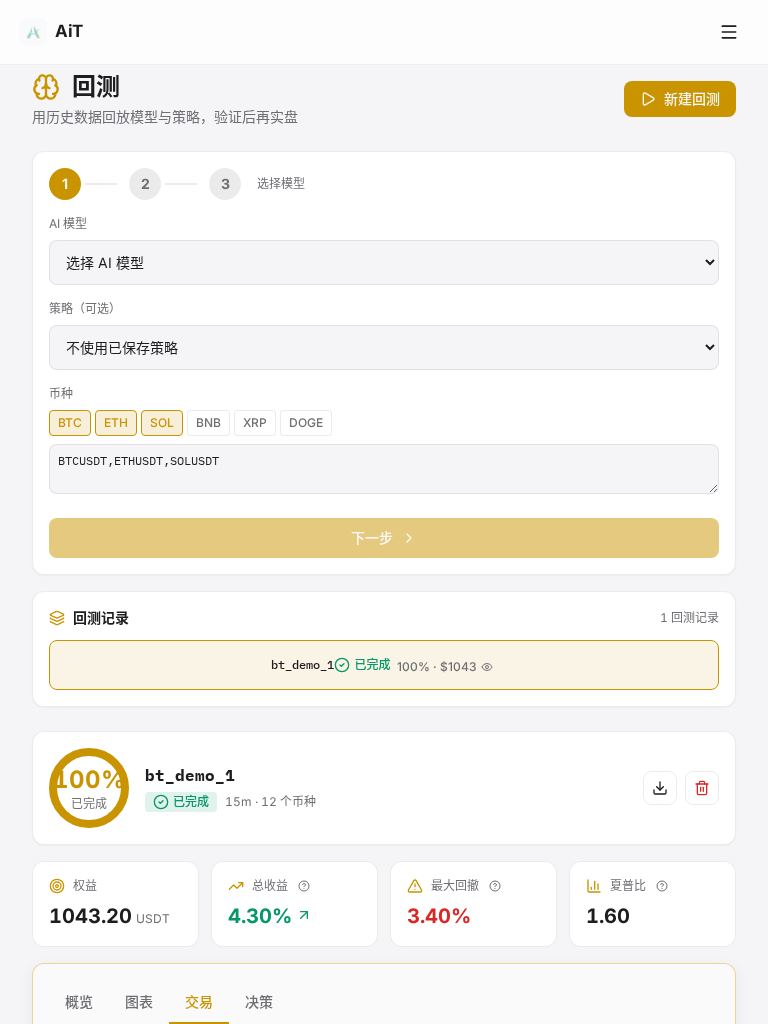 AiT
回测
用历史数据回放模型与策略，验证后再实盘
新建回测
1 2 3 选择模型
AI 模型
选择 AI 模型
策略（可选）
不使用已保存策略
币种
BTC ETH SOL BNB XRP DOGE
BTCUSDT,ETHUSDT,SOLUSDT
下一步
回测记录 1 回测记录
bt_demo_1 已完成 100% · $1043
100%
已完成
bt_demo_1
已完成 15m · 12 个币种
权益
1043.20 USDT
总收益
4.30%
最大回撤
3.40%
夏普比
1.60
概览 图表 交易 决策